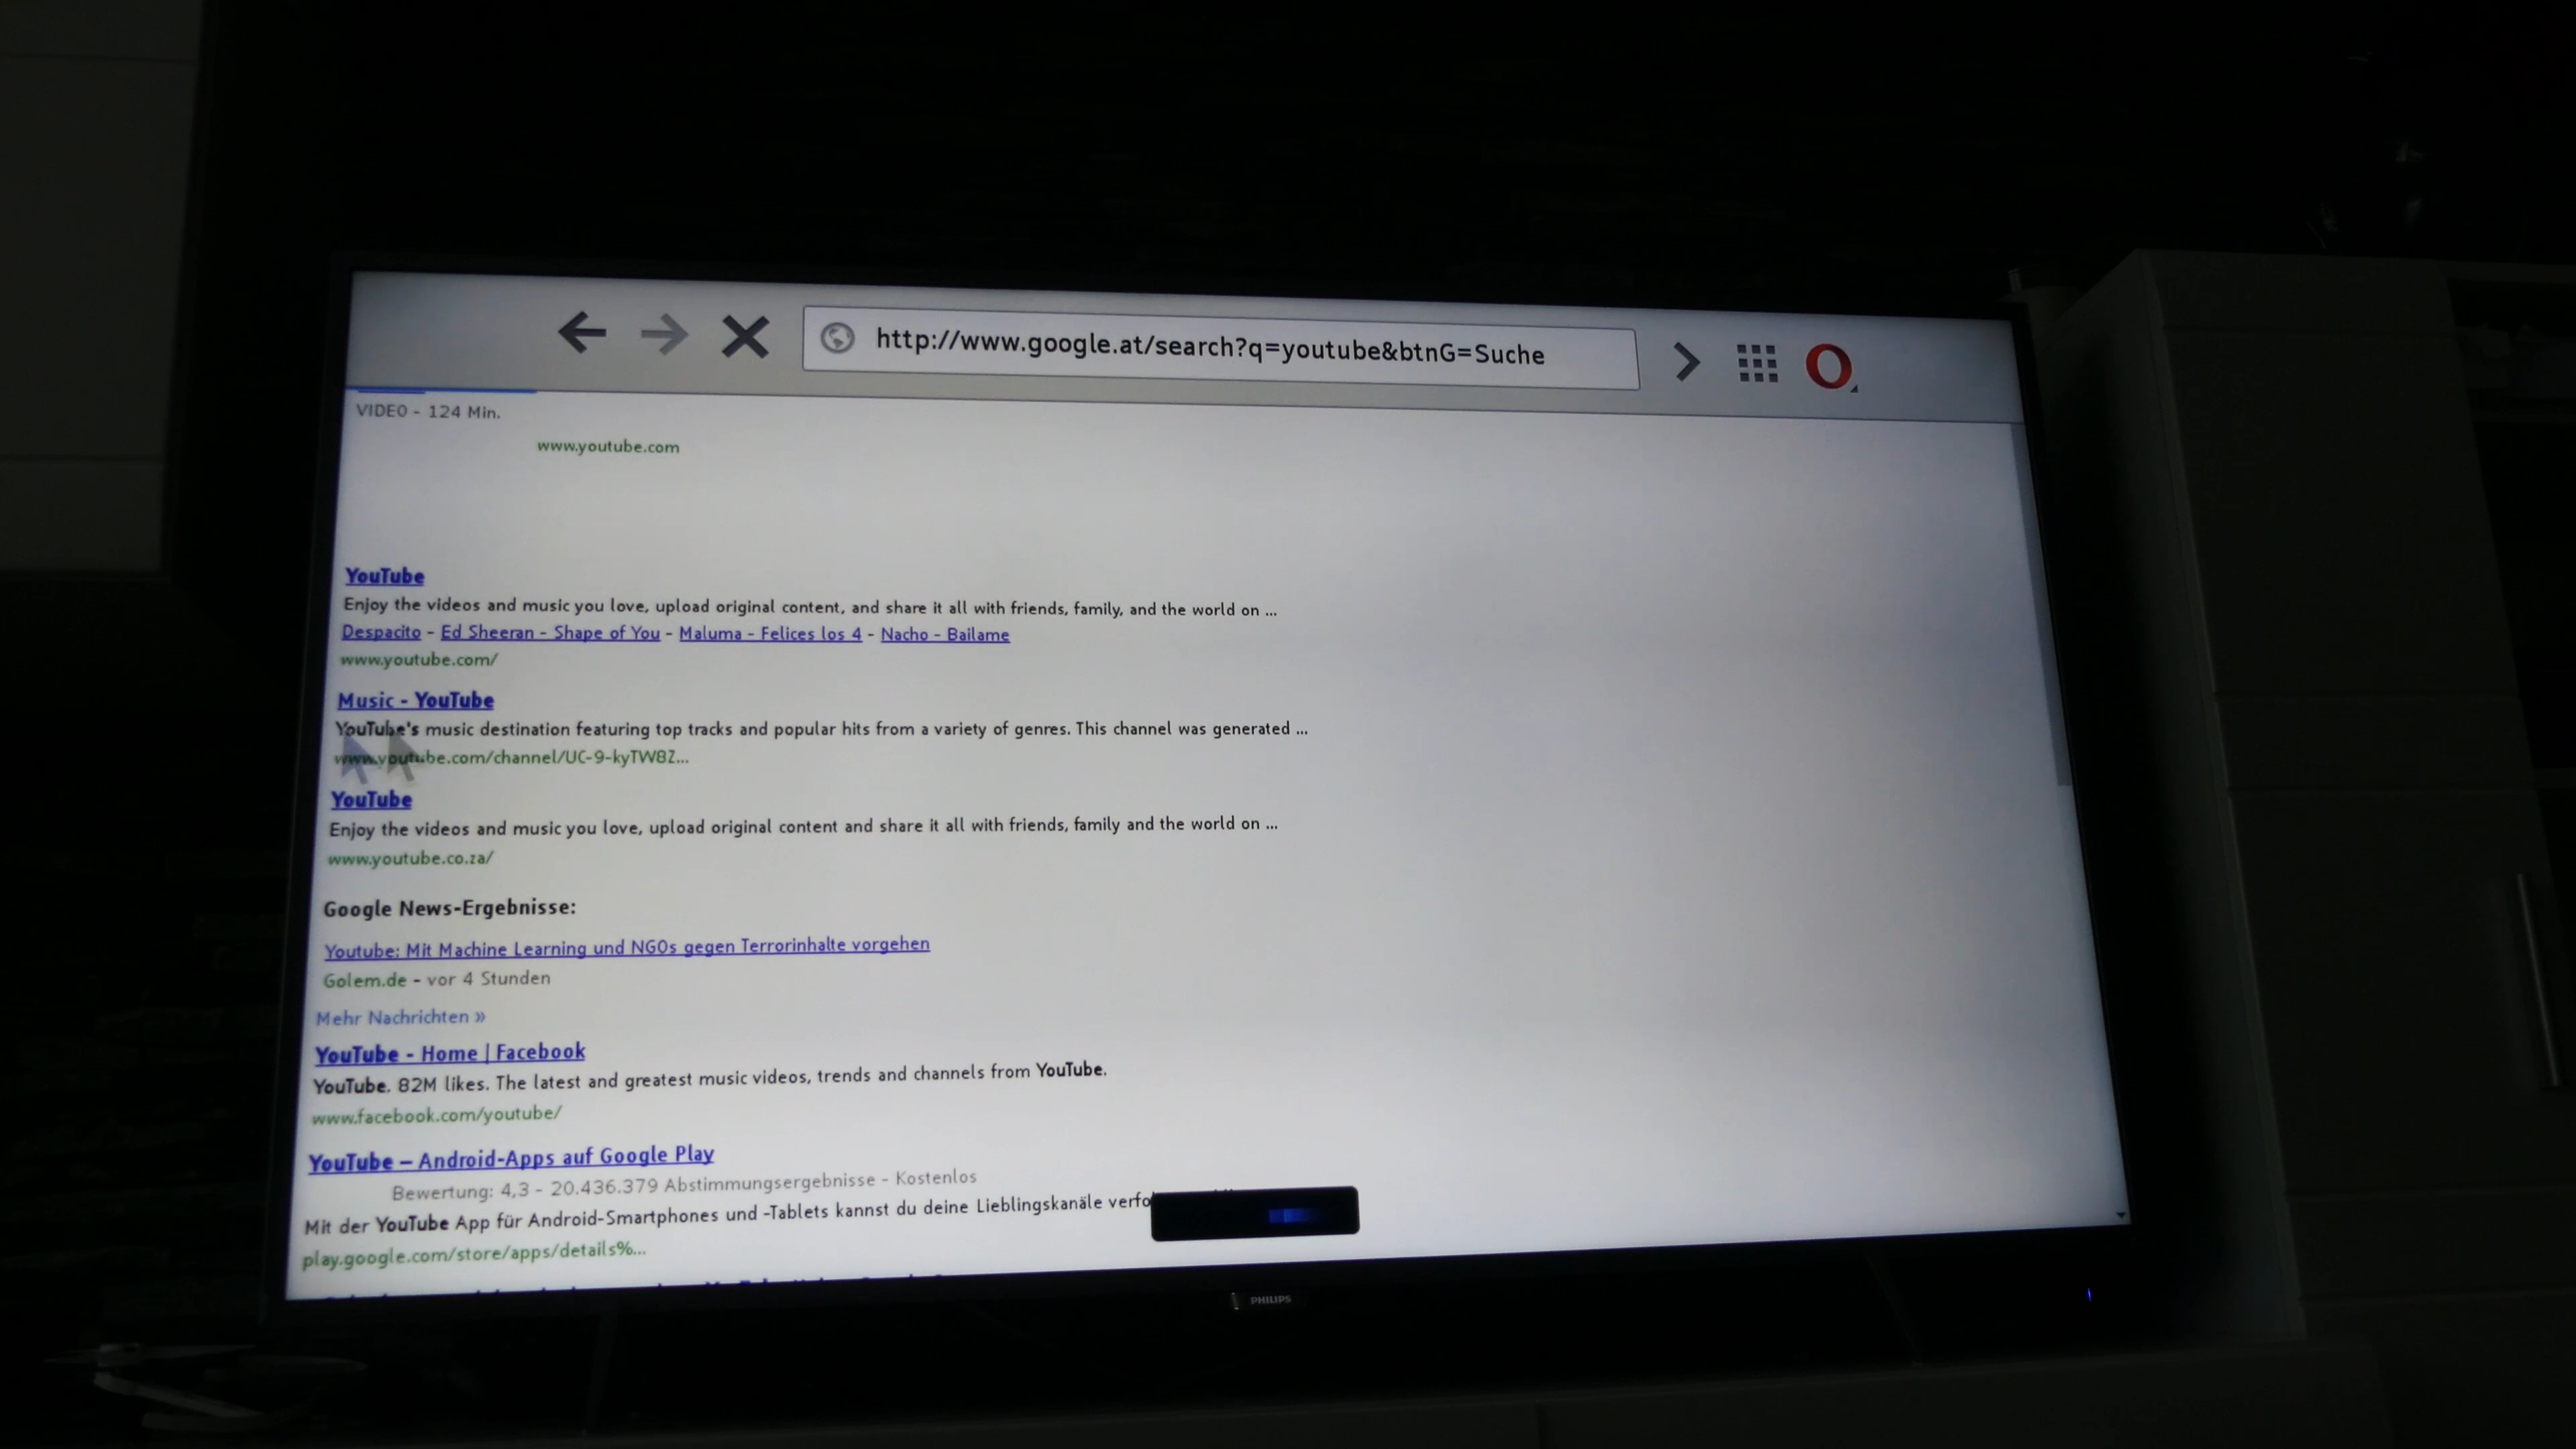 http://www.google.at/search?q=youtube&btnG=Suche
VIDEO - 124 Min.
www.youtube.com
YouTube
Enjoy the videos and music you love, upload original content, and share it all with friends, family, and the world on ...
Despacito - Ed Sheeran - Shape of You - Maluma - Felices los 4 - Nacho - Bailame
www.youtube.com/
Music - YouTube
YouTube's music destination featuring top tracks and popular hits from a variety of genres. This channel was generated ...
www.youtube.com/channel/UC-9-kyTW8Z...
YouTube
Enjoy the videos and music you love, upload original content and share it all with friends, family and the world on ...
www.youtube.co.za/
Google News-Ergebnisse:
Youtube: Mit Machine Learning und NGOs gegen Terrorinhalte vorgehen
Golem.de - vor 4 Stunden
Mehr Nachrichten »
YouTube - Home | Facebook
YouTube. 82M likes. The latest and greatest music videos, trends and channels from YouTube.
www.facebook.com/youtube/
YouTube – Android-Apps auf Google Play
Bewertung: 4,3 - 20.436.379 Abstimmungsergebnisse - Kostenlos
Mit der YouTube App für Android-Smartphones und -Tablets kannst du deine Lieblingskanäle verfo
play.google.com/store/apps/details%...
PHILIPS